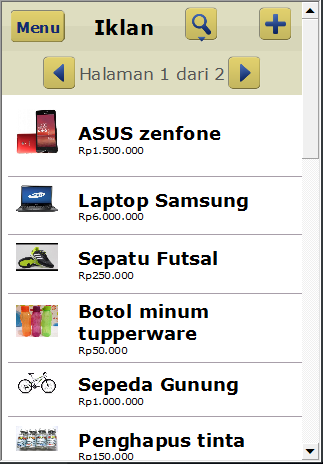 Menu
Iklan
Halaman 1 dari 2
ASUS zenfone
Rp1.500.000
Laptop Samsung
Rp6.000.000
Sepatu Futsal
Rp250.000
Botol minum
tupperware
Rp50.000
Sepeda Gunung
Rp1.000.000
Penghapus tinta
Rp150.000